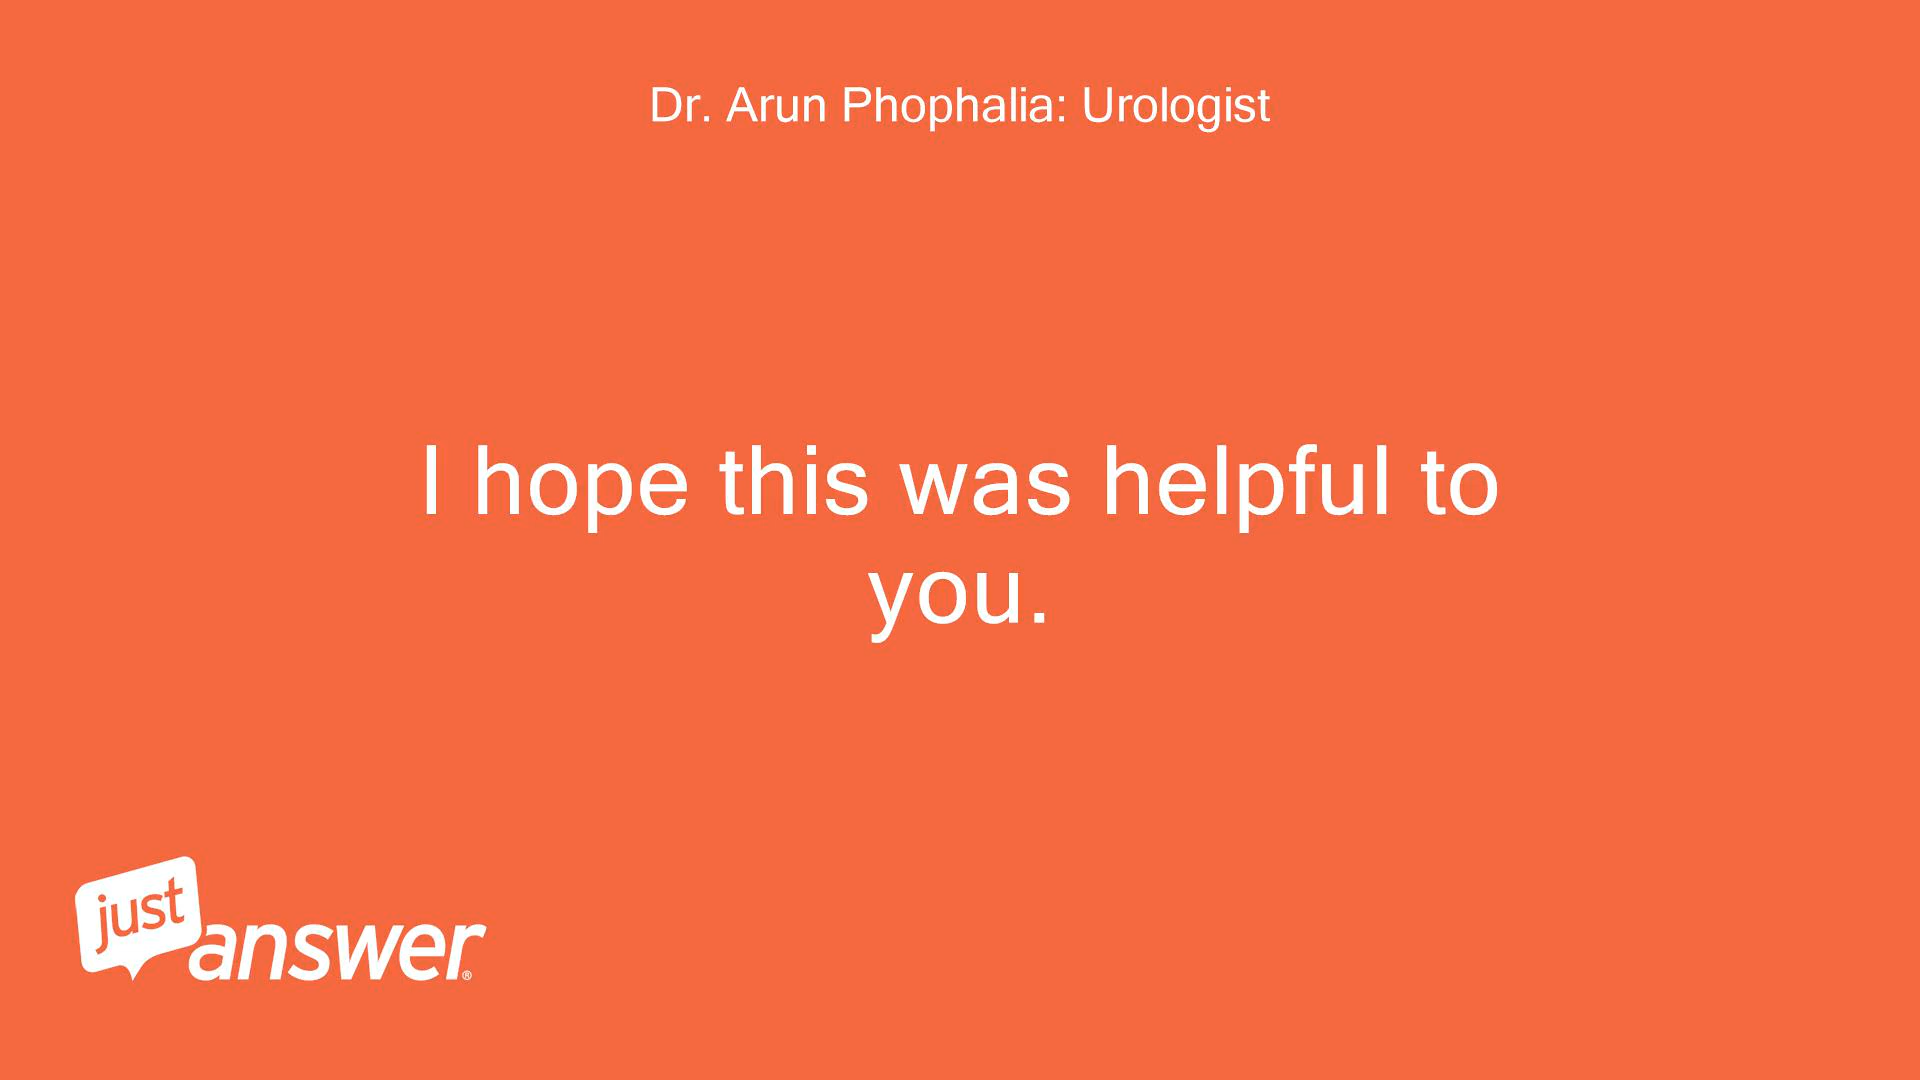 Dr. Arun Phophalia: Urologist
I hope this was helpful to
you.
just
answer®